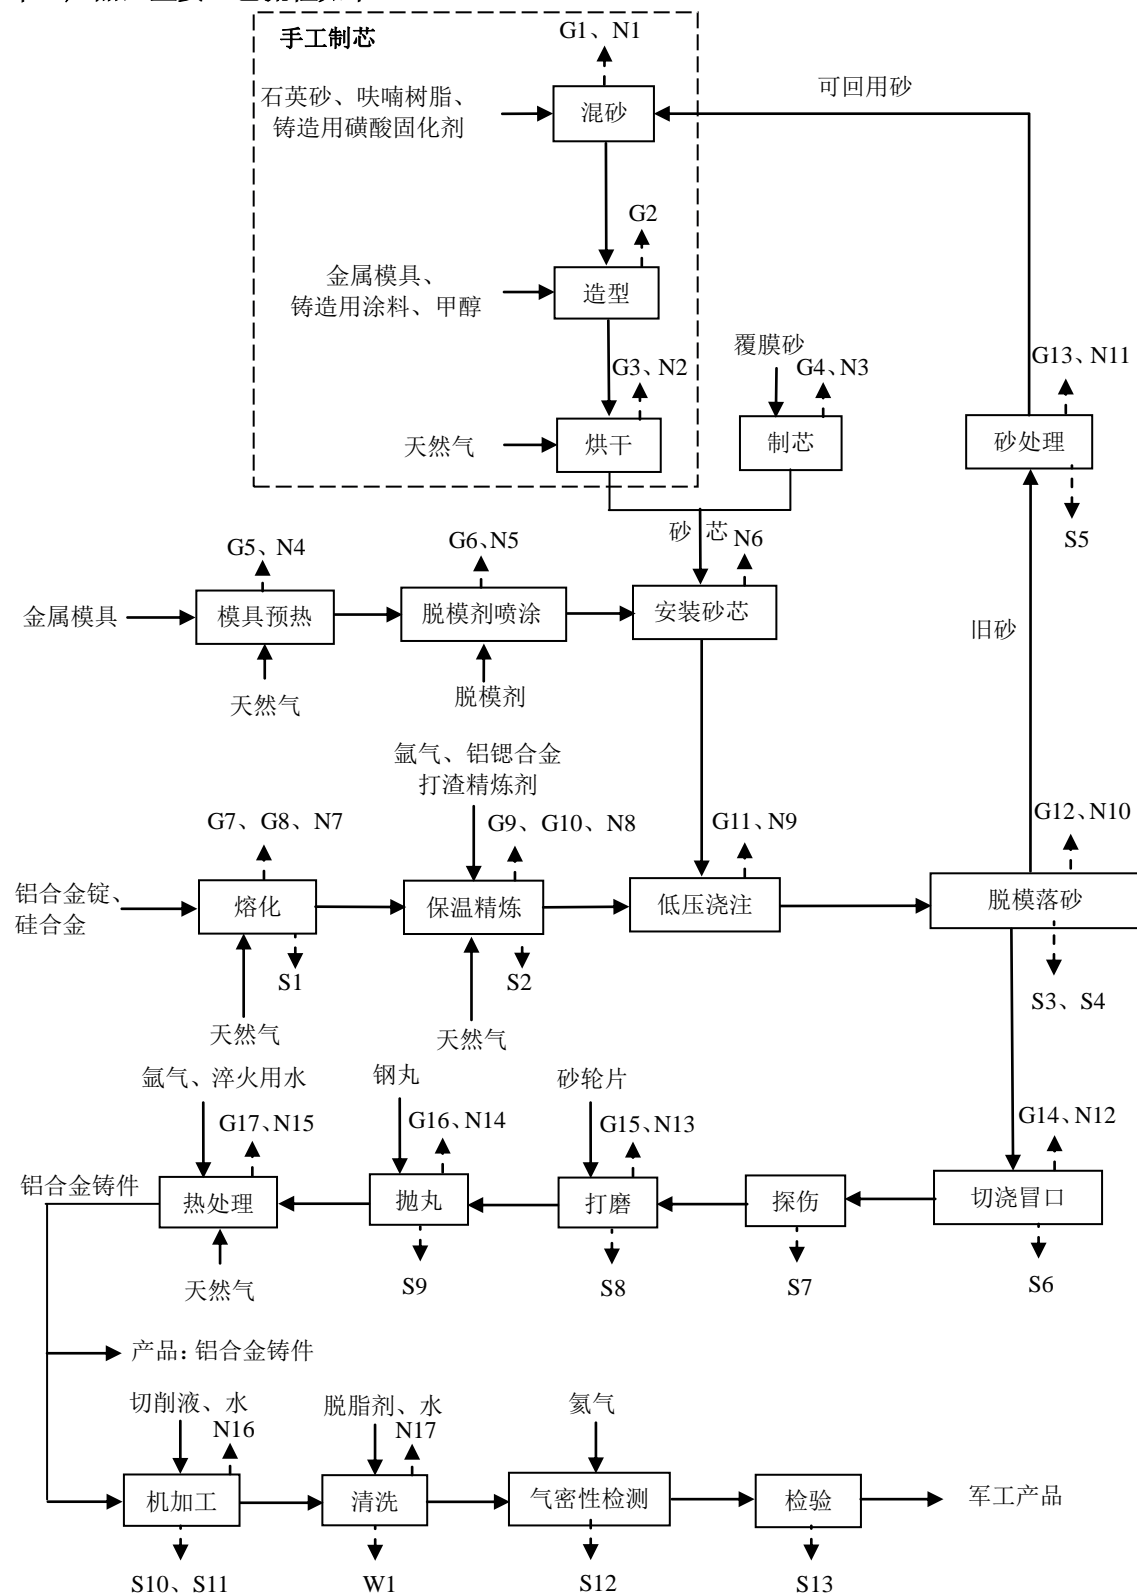 手工制芯
G1、N1
可回用砂
石英砂、呋喃树脂、
铸造用磺酸固化剂
混砂
G2
金属模具、
铸造用涂料、甲醇
造型
覆膜砂
G3、N2
G4、N3
G13、N11
天然气
烘干
制芯
砂处理
砂 芯
S5
G5、N4
G6、N5
N6
金属模具
模具预热
脱模剂喷涂
安装砂芯
旧砂
天然气
脱模剂
氩气、铝锶合金
打渣精炼剂
G7、G8、N7
G9、G10、N8
G11、N9
G12、N10
铝合金锭、
硅合金
熔化
保温精炼
低压浇注
脱模落砂
S1
S2
S3、S4
天然气
天然气
氩气、淬火用水
钢丸
砂轮片
G17、N15
G16、N14
G15、N13
G14、N12
铝合金铸件
热处理
抛丸
打磨
探伤
切浇冒口
天然气
S9
S8
S7
S6
产品：铝合金铸件
切削液、水
脱脂剂、水
氦气
N16
N17
机加工
清洗
气密性检测
检验
军工产品
S10、S11
W1
S12
S13